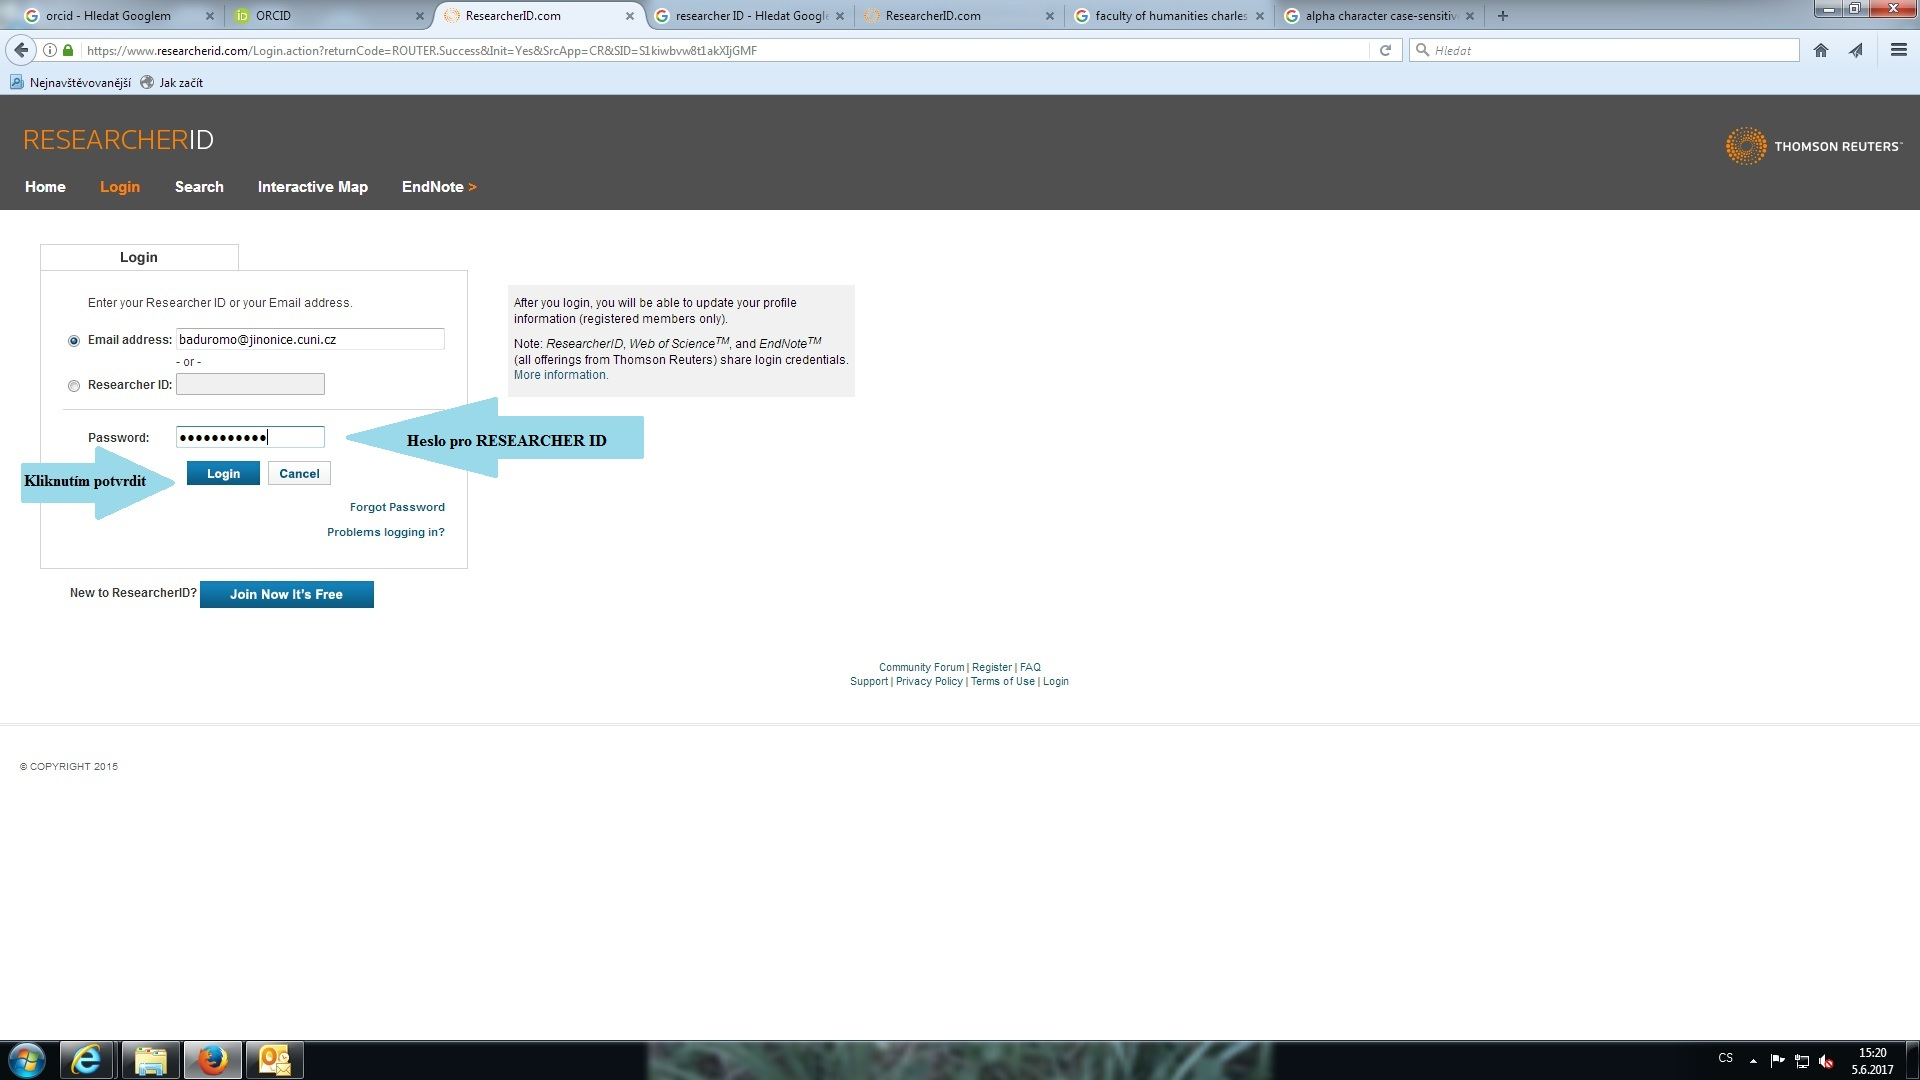 orcid - Hledat Googlem
ORCID
ResearcherID.com
researcher ID - Hledat Google
ResearcherID.com
faculty of humanities charles
alpha character case-sensitiv
https://www.researcherid.com/Login.action?returnCode=ROUTER.Success&Init=Yes&SrcApp=CR&SID=S1kiwbvw8t1akXIjGMF
Hledat
Nejnavštěvovanější
Jak začít
RESEARCHERID
THOMSON REUTERS
Home
Login
Search
Interactive Map
EndNote >
Login
Enter your Researcher ID or your Email address.
Email address: baduromo@jinonice.cuni.cz
- or -
Researcher ID:
Password: ●●●●●●●●●●●
Heslo pro RESEARCHER ID
Kliknutím potvrdit
Login
Cancel
Forgot Password
Problems logging in?
New to ResearcherID? Join Now It's Free
After you login, you will be able to update your profile
information (registered members only).
Note: ResearcherID, Web of Science™, and EndNote™
(all offerings from Thomson Reuters) share login credentials.
More information.
Community Forum | Register | FAQ
Support | Privacy Policy | Terms of Use | Login
© COPYRIGHT 2015
CS
15:20
5.6.2017